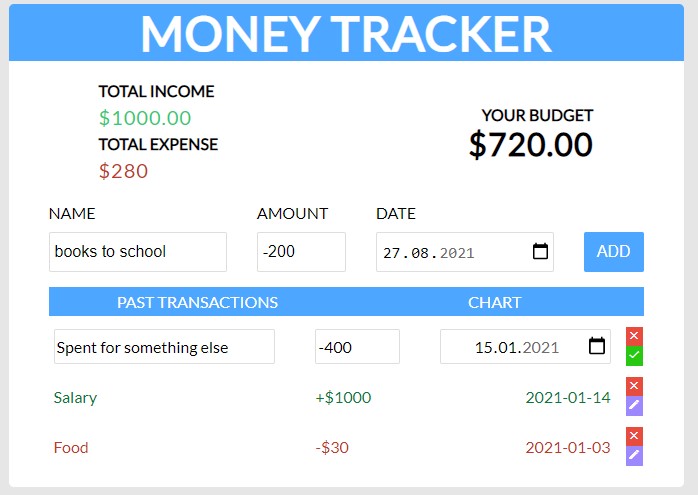 MONEY TRACKER
TOTAL INCOME
$1000.00
TOTAL EXPENSE
$280
YOUR BUDGET
$720.00
NAME AMOUNT DATE
books to school -200 27.08.2021 ADD
PAST TRANSACTIONS CHART
Spent for something else -400 15.01.2021
Salary +$1000 2021-01-14
Food -$30 2021-01-03